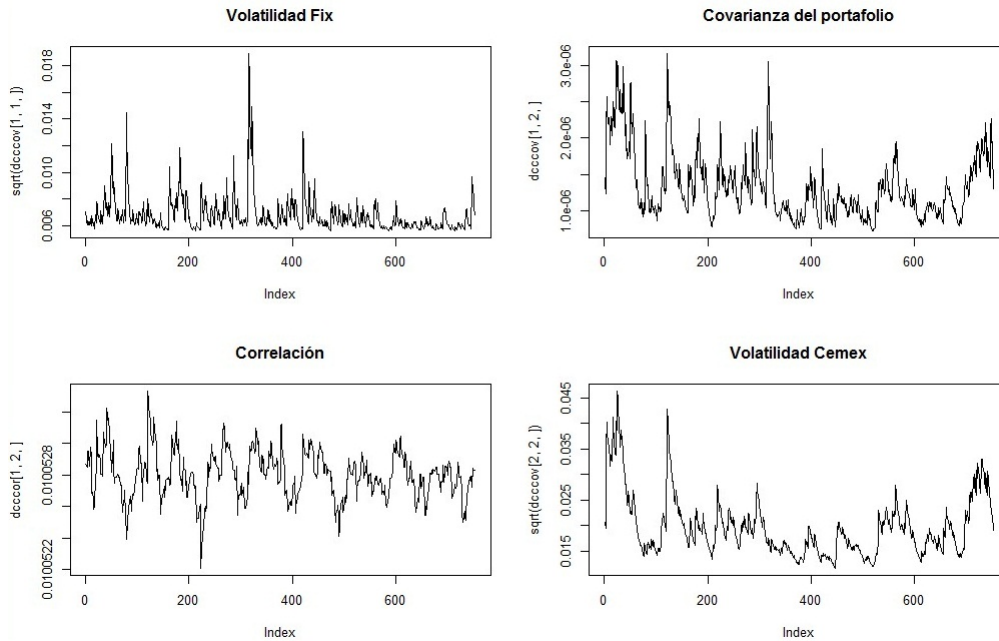 Volatilidad Fix
sqrt(dcccov[1, 1, ])
0.006 0.010 0.014 0.018
0 200 400 600
Index
Covarianza del portafolio
dcccov[1, 2, ]
1.0e-06 2.0e-06 3.0e-06
0 200 400 600
Index
Correlación
dcccor[1, 2, ]
0.0100522 0.0100528
0 200 400 600
Index
Volatilidad Cemex
sqrt(dcccov[2, 2, ])
0.015 0.025 0.035 0.045
0 200 400 600
Index